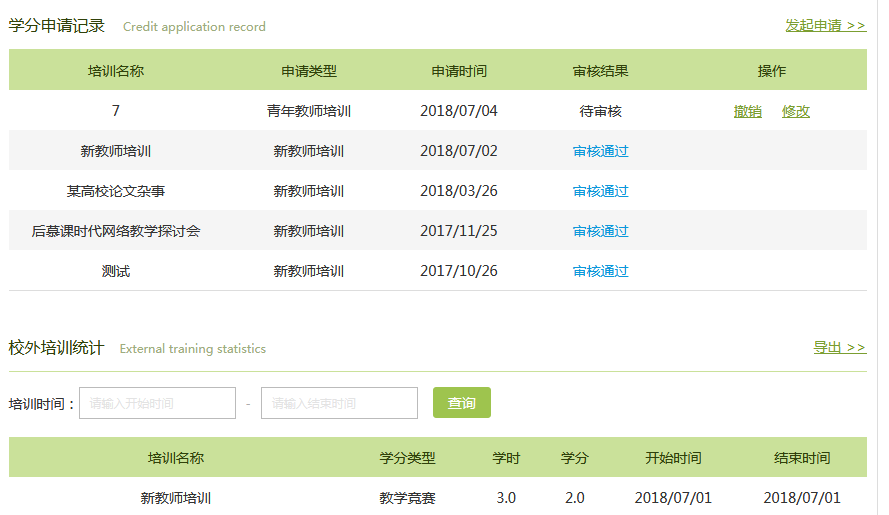 学分申请记录 Credit application record 发起申请 >>
培训名称 申请类型 申请时间 审核结果 操作
7 青年教师培训 2018/07/04 待审核 撤销 修改
新教师培训 新教师培训 2018/07/02 审核通过
某高校论文杂事 新教师培训 2018/03/26 审核通过
后慕课时代网络教学探讨会 新教师培训 2017/11/25 审核通过
测试 新教师培训 2017/10/26 审核通过
校外培训统计 External training statistics 导出 >>
培训时间： 请输入开始时间 - 请输入结束时间 查询
培训名称 学分类型 学时 学分 开始时间 结束时间
新教师培训 教学竞赛 3.0 2.0 2018/07/01 2018/07/01